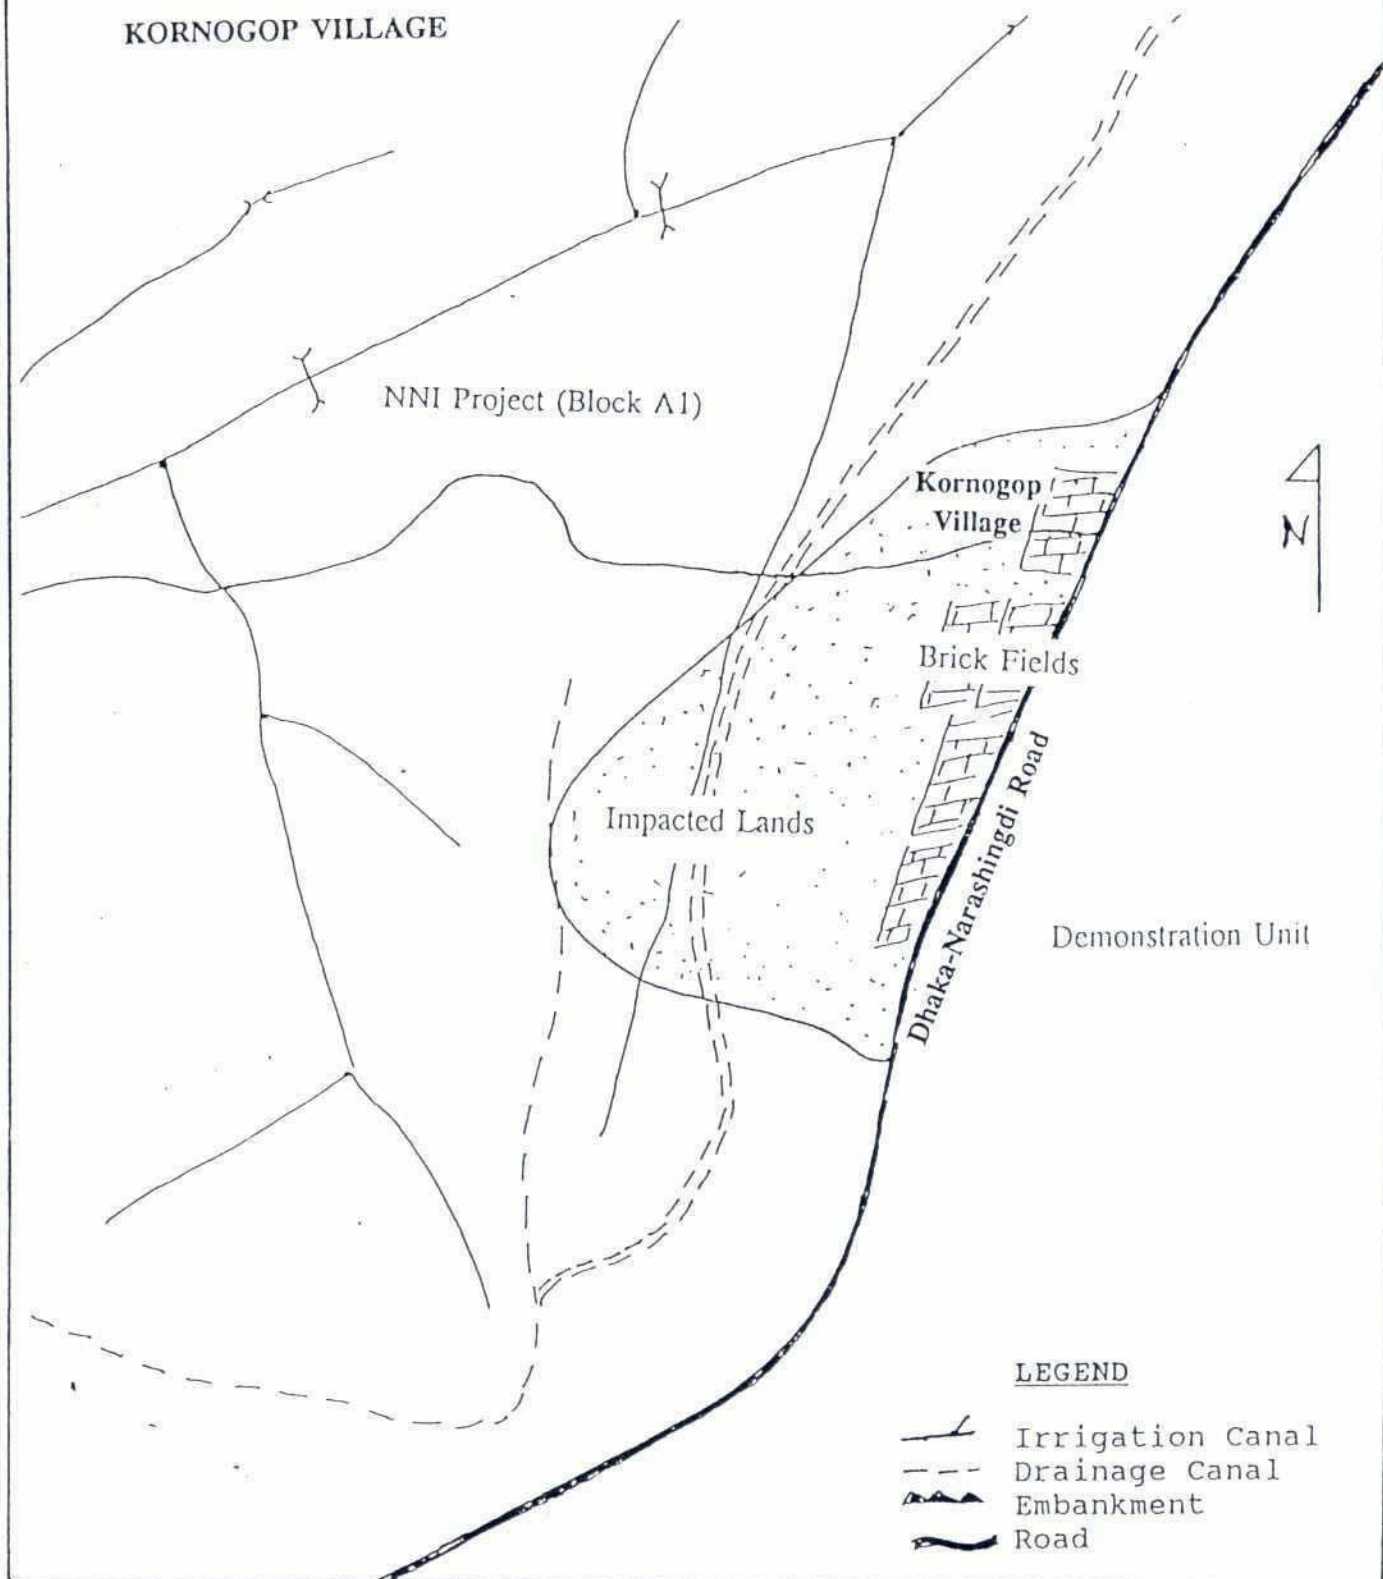 KORNOGOP VILLAGE
NNI Project (Block A1)
Kornogop
Village
N
Brick Fields
Impacted Lands
Dhaka-Narashingdi Road
Demonstration Unit
LEGEND
Irrigation Canal
Drainage Canal
Embankment
Road